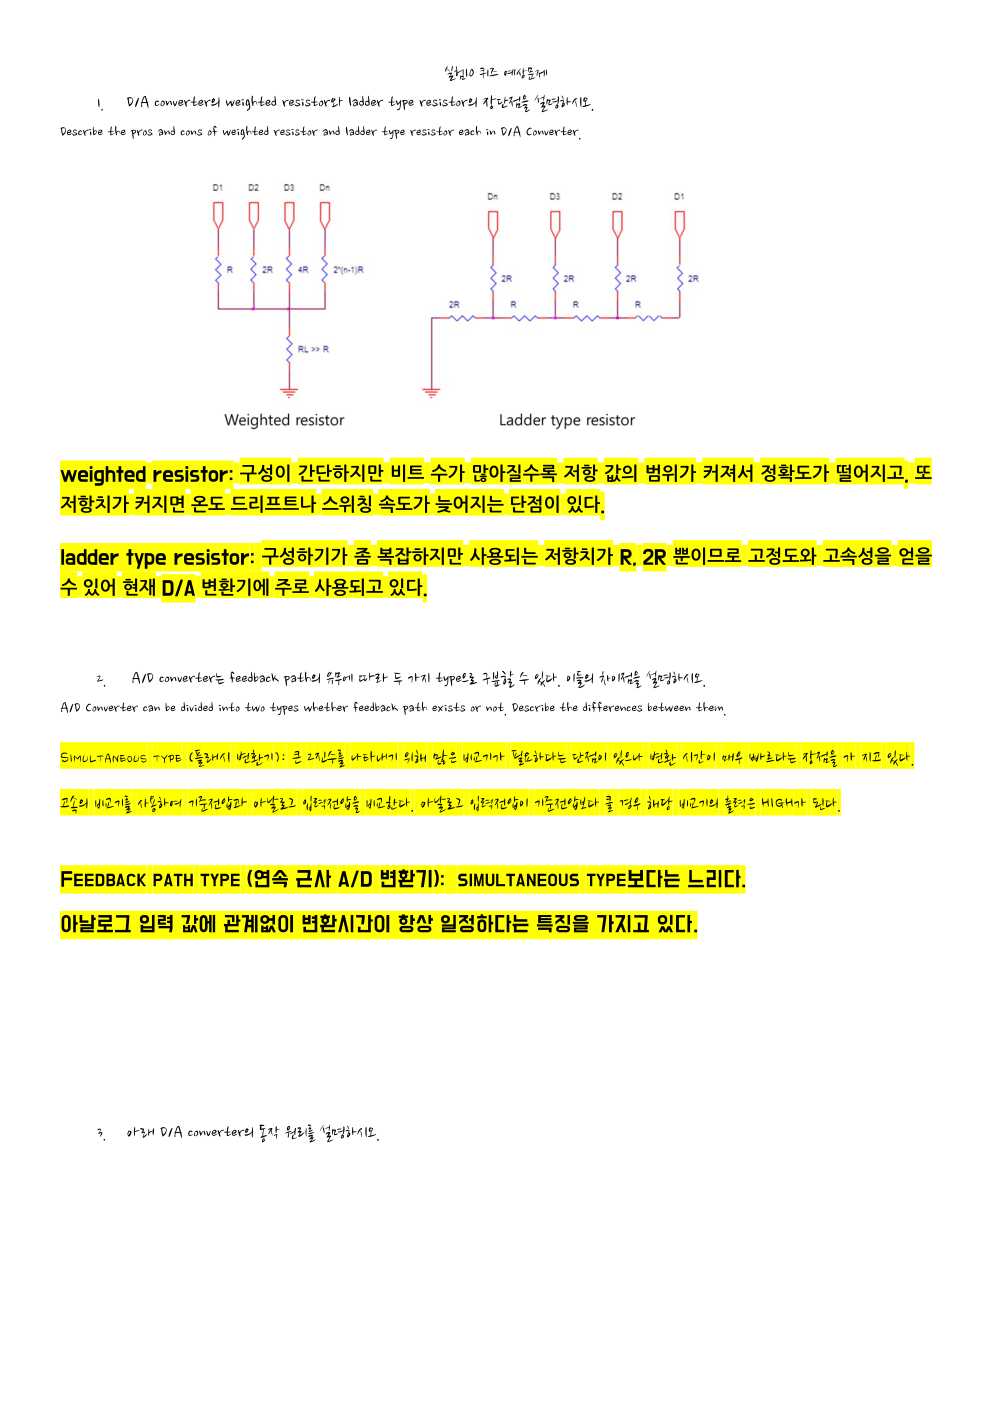 실험10 퀴즈 예상문제
1. D/A converter의 weighted resistor와 ladder type resistor의 장단점을 설명하시오.
Describe the pros and cons of weighted resistor and ladder type resistor each in D/A Converter.
D1 D2 D3 Dn
R 2R 4R 2^(n-1)R
RL >> R
Weighted resistor
Dn D3 D2 D1
2R 2R 2R 2R
2R R R R
Ladder type resistor
weighted resistor: 구성이 간단하지만 비트 수가 많아질수록 저항 값의 범위가 커져서 정확도가 떨어지고, 또
저항치가 커지면 온도 드리프트나 스위칭 속도가 늦어지는 단점이 있다.
ladder type resistor: 구성하기가 좀 복잡하지만 사용되는 저항치가 R, 2R 뿐이므로 고정도와 고속성을 얻을
수 있어 현재 D/A 변환기에 주로 사용되고 있다.
2. A/D converter는 feedback path의 유무에 따라 두 가지 type으로 구분할 수 있다. 이들의 차이점을 설명하시오.
A/D Converter can be divided into two types whether feedback path exists or not. Describe the differences between them.
SIMULTANEOUS TYPE (플래시 변환기): 큰 2진수를 나타내기 위해 많은 비교기가 필요하다는 단점이 있으나 변환 시간이 매우 빠르다는 장점을 가 지고 있다.
고속의 비교기를 사용하여 기준전압과 아날로그 입력전압을 비교한다. 아날로그 입력전압이 기준전압보다 클 경우 해당 비교기의 출력은 HIGH가 된다.
FEEDBACK PATH TYPE (연속 근사 A/D 변환기): SIMULTANEOUS TYPE보다는 느리다.
아날로그 입력 값에 관계없이 변환시간이 항상 일정하다는 특징을 가지고 있다.
3. 아래 D/A converter의 동작 원리를 설명하시오.